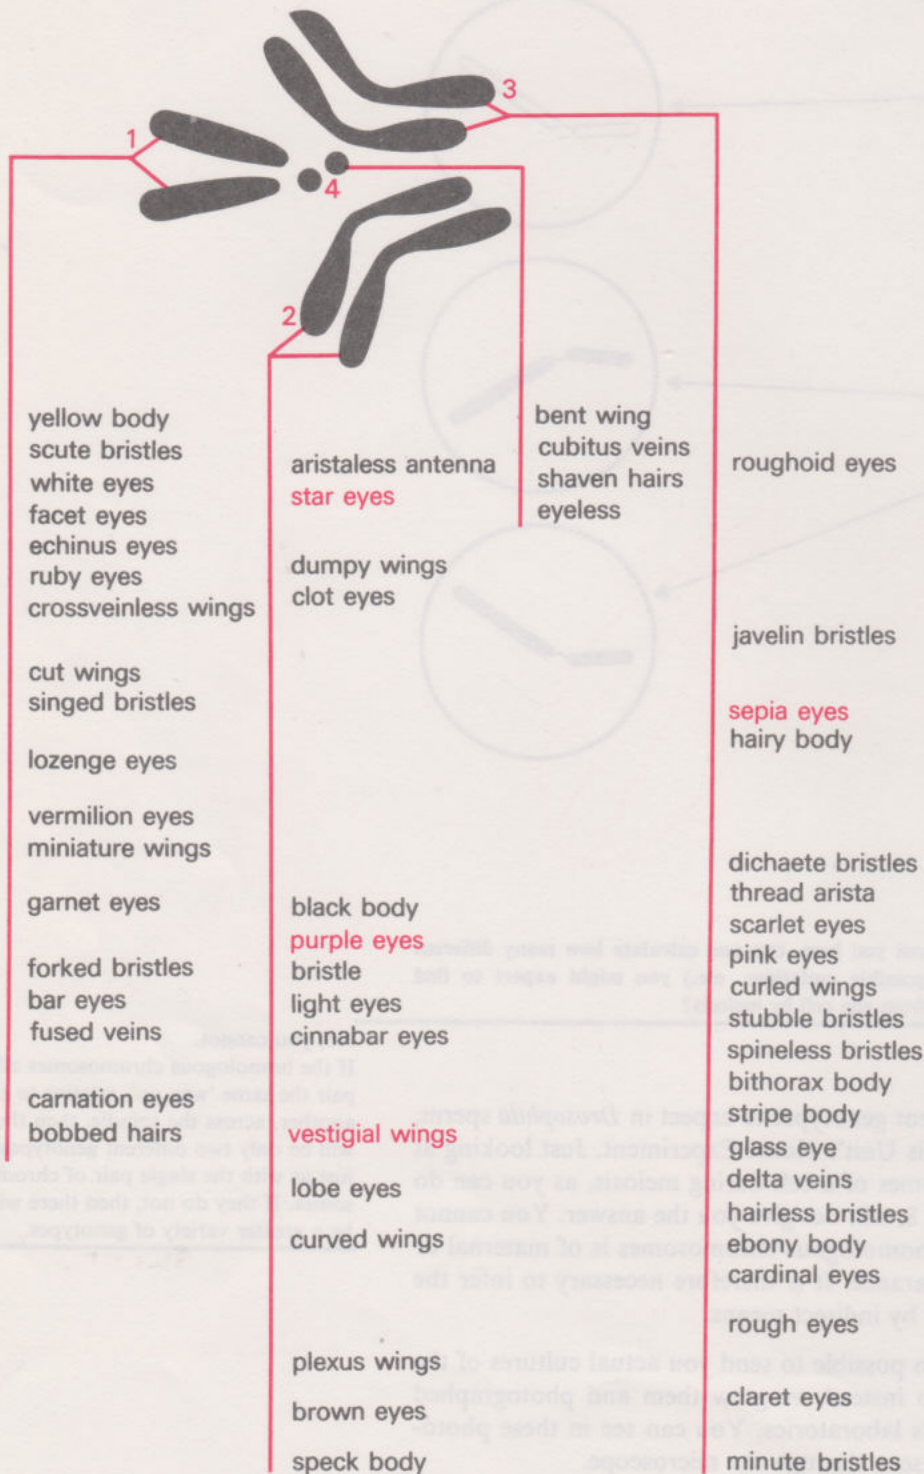 1
2
3
4
yellow body
scute bristles
white eyes
facet eyes
echinus eyes
ruby eyes
crossveinless wings
cut wings
singed bristles
lozenge eyes
vermilion eyes
miniature wings
garnet eyes
forked bristles
bar eyes
fused veins
carnation eyes
bobbed hairs
aristaless antenna
star eyes
dumpy wings
clot eyes
black body
purple eyes
bristle
light eyes
cinnabar eyes
vestigial wings
lobe eyes
curved wings
plexus wings
brown eyes
speck body
bent wing
cubitus veins
shaven hairs
eyeless
roughoid eyes
javelin bristles
sepia eyes
hairy body
dichaete bristles
thread arista
scarlet eyes
pink eyes
curled wings
stubble bristles
spineless bristles
bithorax body
stripe body
glass eye
delta veins
hairless bristles
ebony body
cardinal eyes
rough eyes
claret eyes
minute bristles